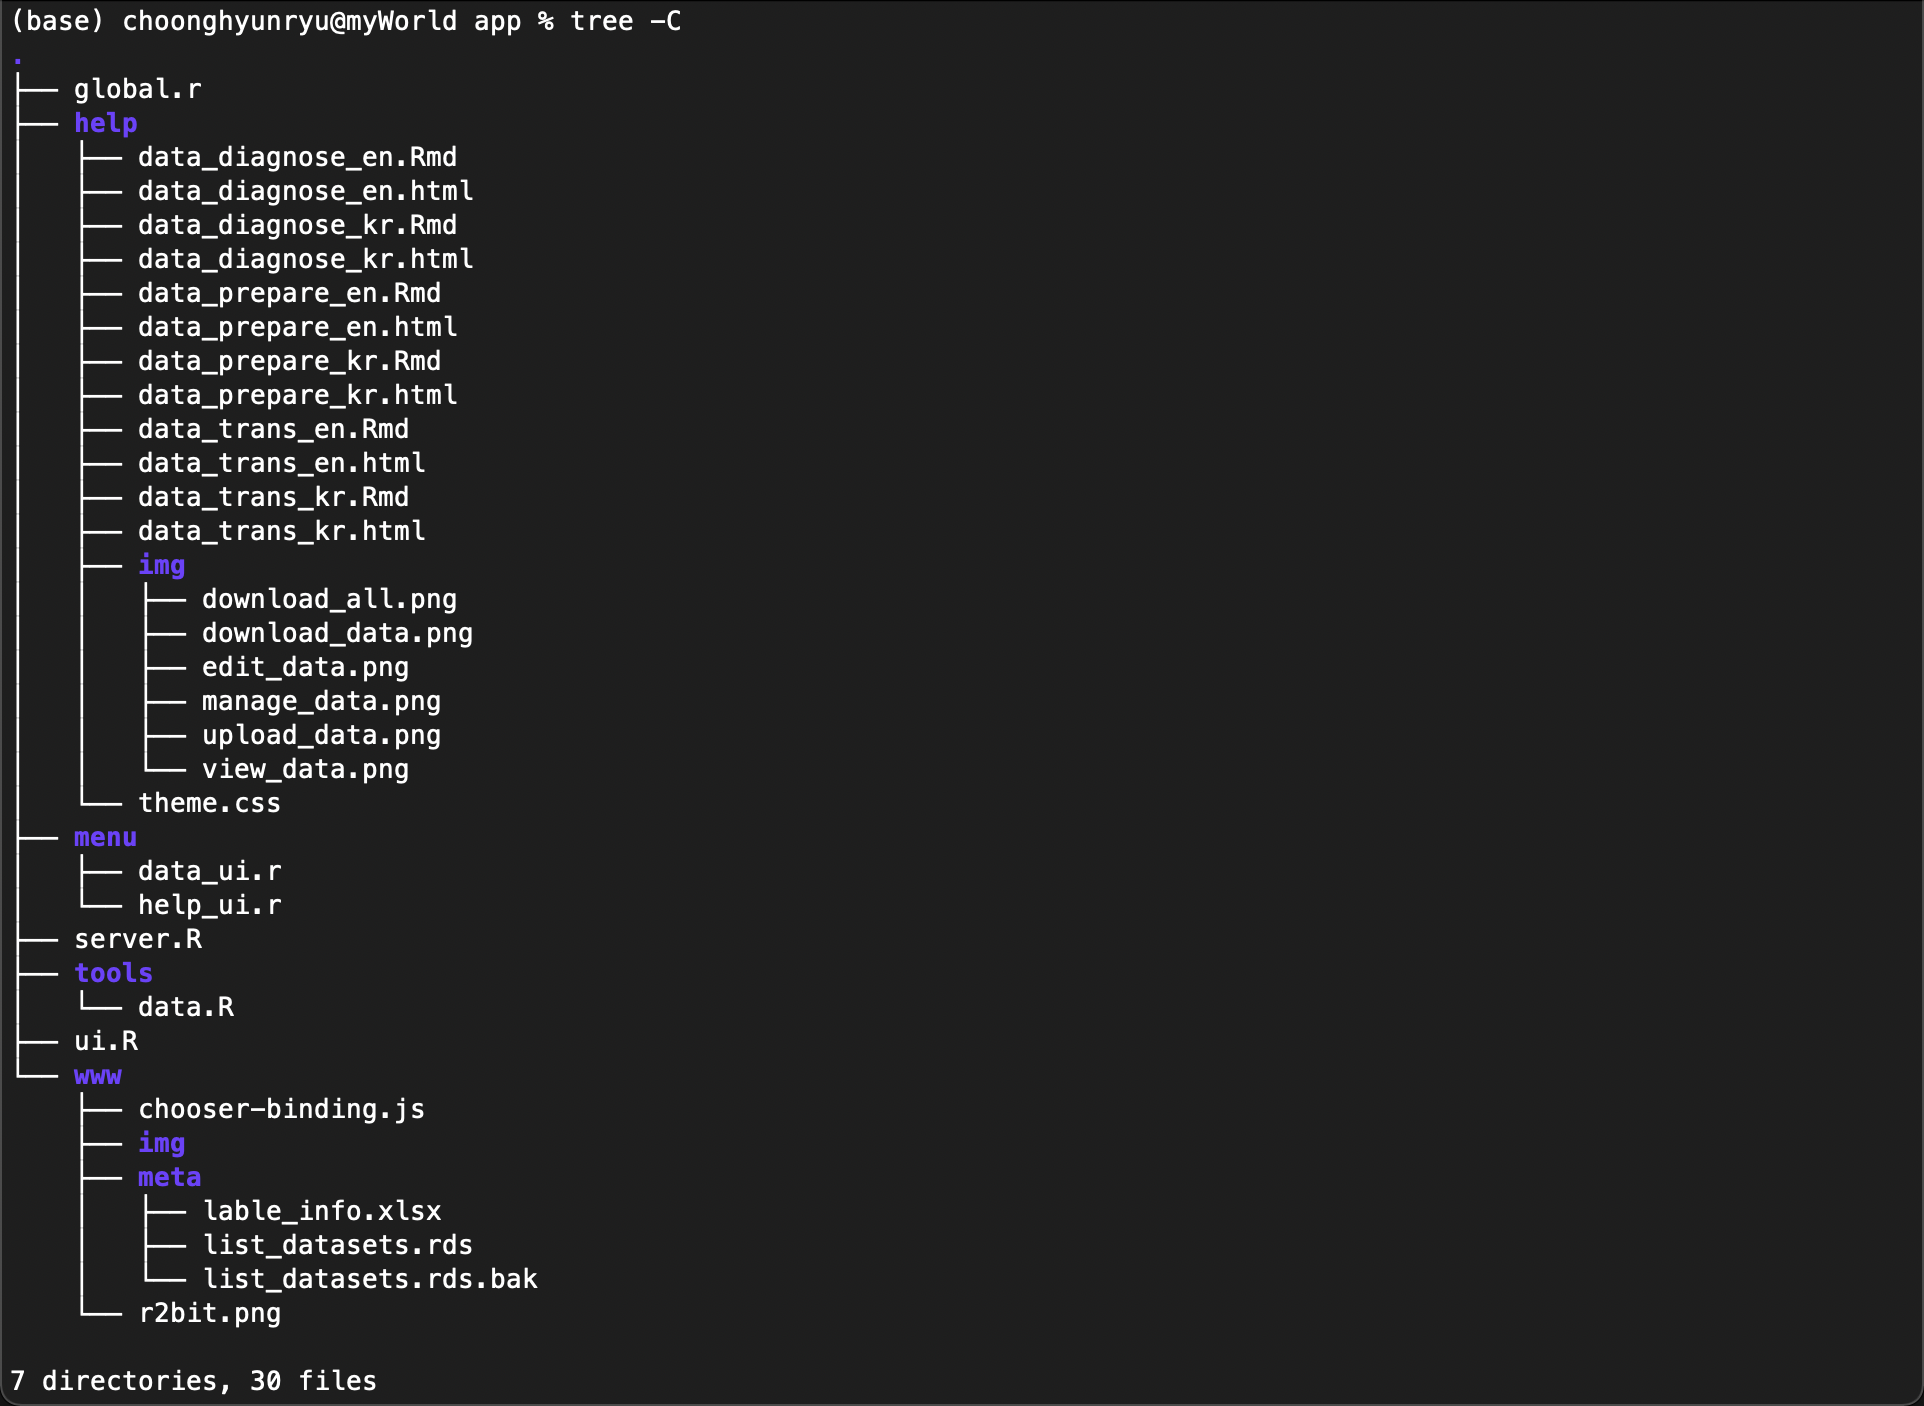 (base) choonghyunryu@myWorld app % tree -C
.
├── global.r
├── help
│   ├── data_diagnose_en.Rmd
│   ├── data_diagnose_en.html
│   ├── data_diagnose_kr.Rmd
│   ├── data_diagnose_kr.html
│   ├── data_prepare_en.Rmd
│   ├── data_prepare_en.html
│   ├── data_prepare_kr.Rmd
│   ├── data_prepare_kr.html
│   ├── data_trans_en.Rmd
│   ├── data_trans_en.html
│   ├── data_trans_kr.Rmd
│   ├── data_trans_kr.html
│   ├── img
│   │   ├── download_all.png
│   │   ├── download_data.png
│   │   ├── edit_data.png
│   │   ├── manage_data.png
│   │   ├── upload_data.png
│   │   └── view_data.png
│   └── theme.css
├── menu
│   ├── data_ui.r
│   └── help_ui.r
├── server.R
├── tools
│   └── data.R
├── ui.R
└── www
    ├── chooser-binding.js
    ├── img
    ├── meta
    │   ├── lable_info.xlsx
    │   ├── list_datasets.rds
    │   └── list_datasets.rds.bak
    └── r2bit.png

7 directories, 30 files